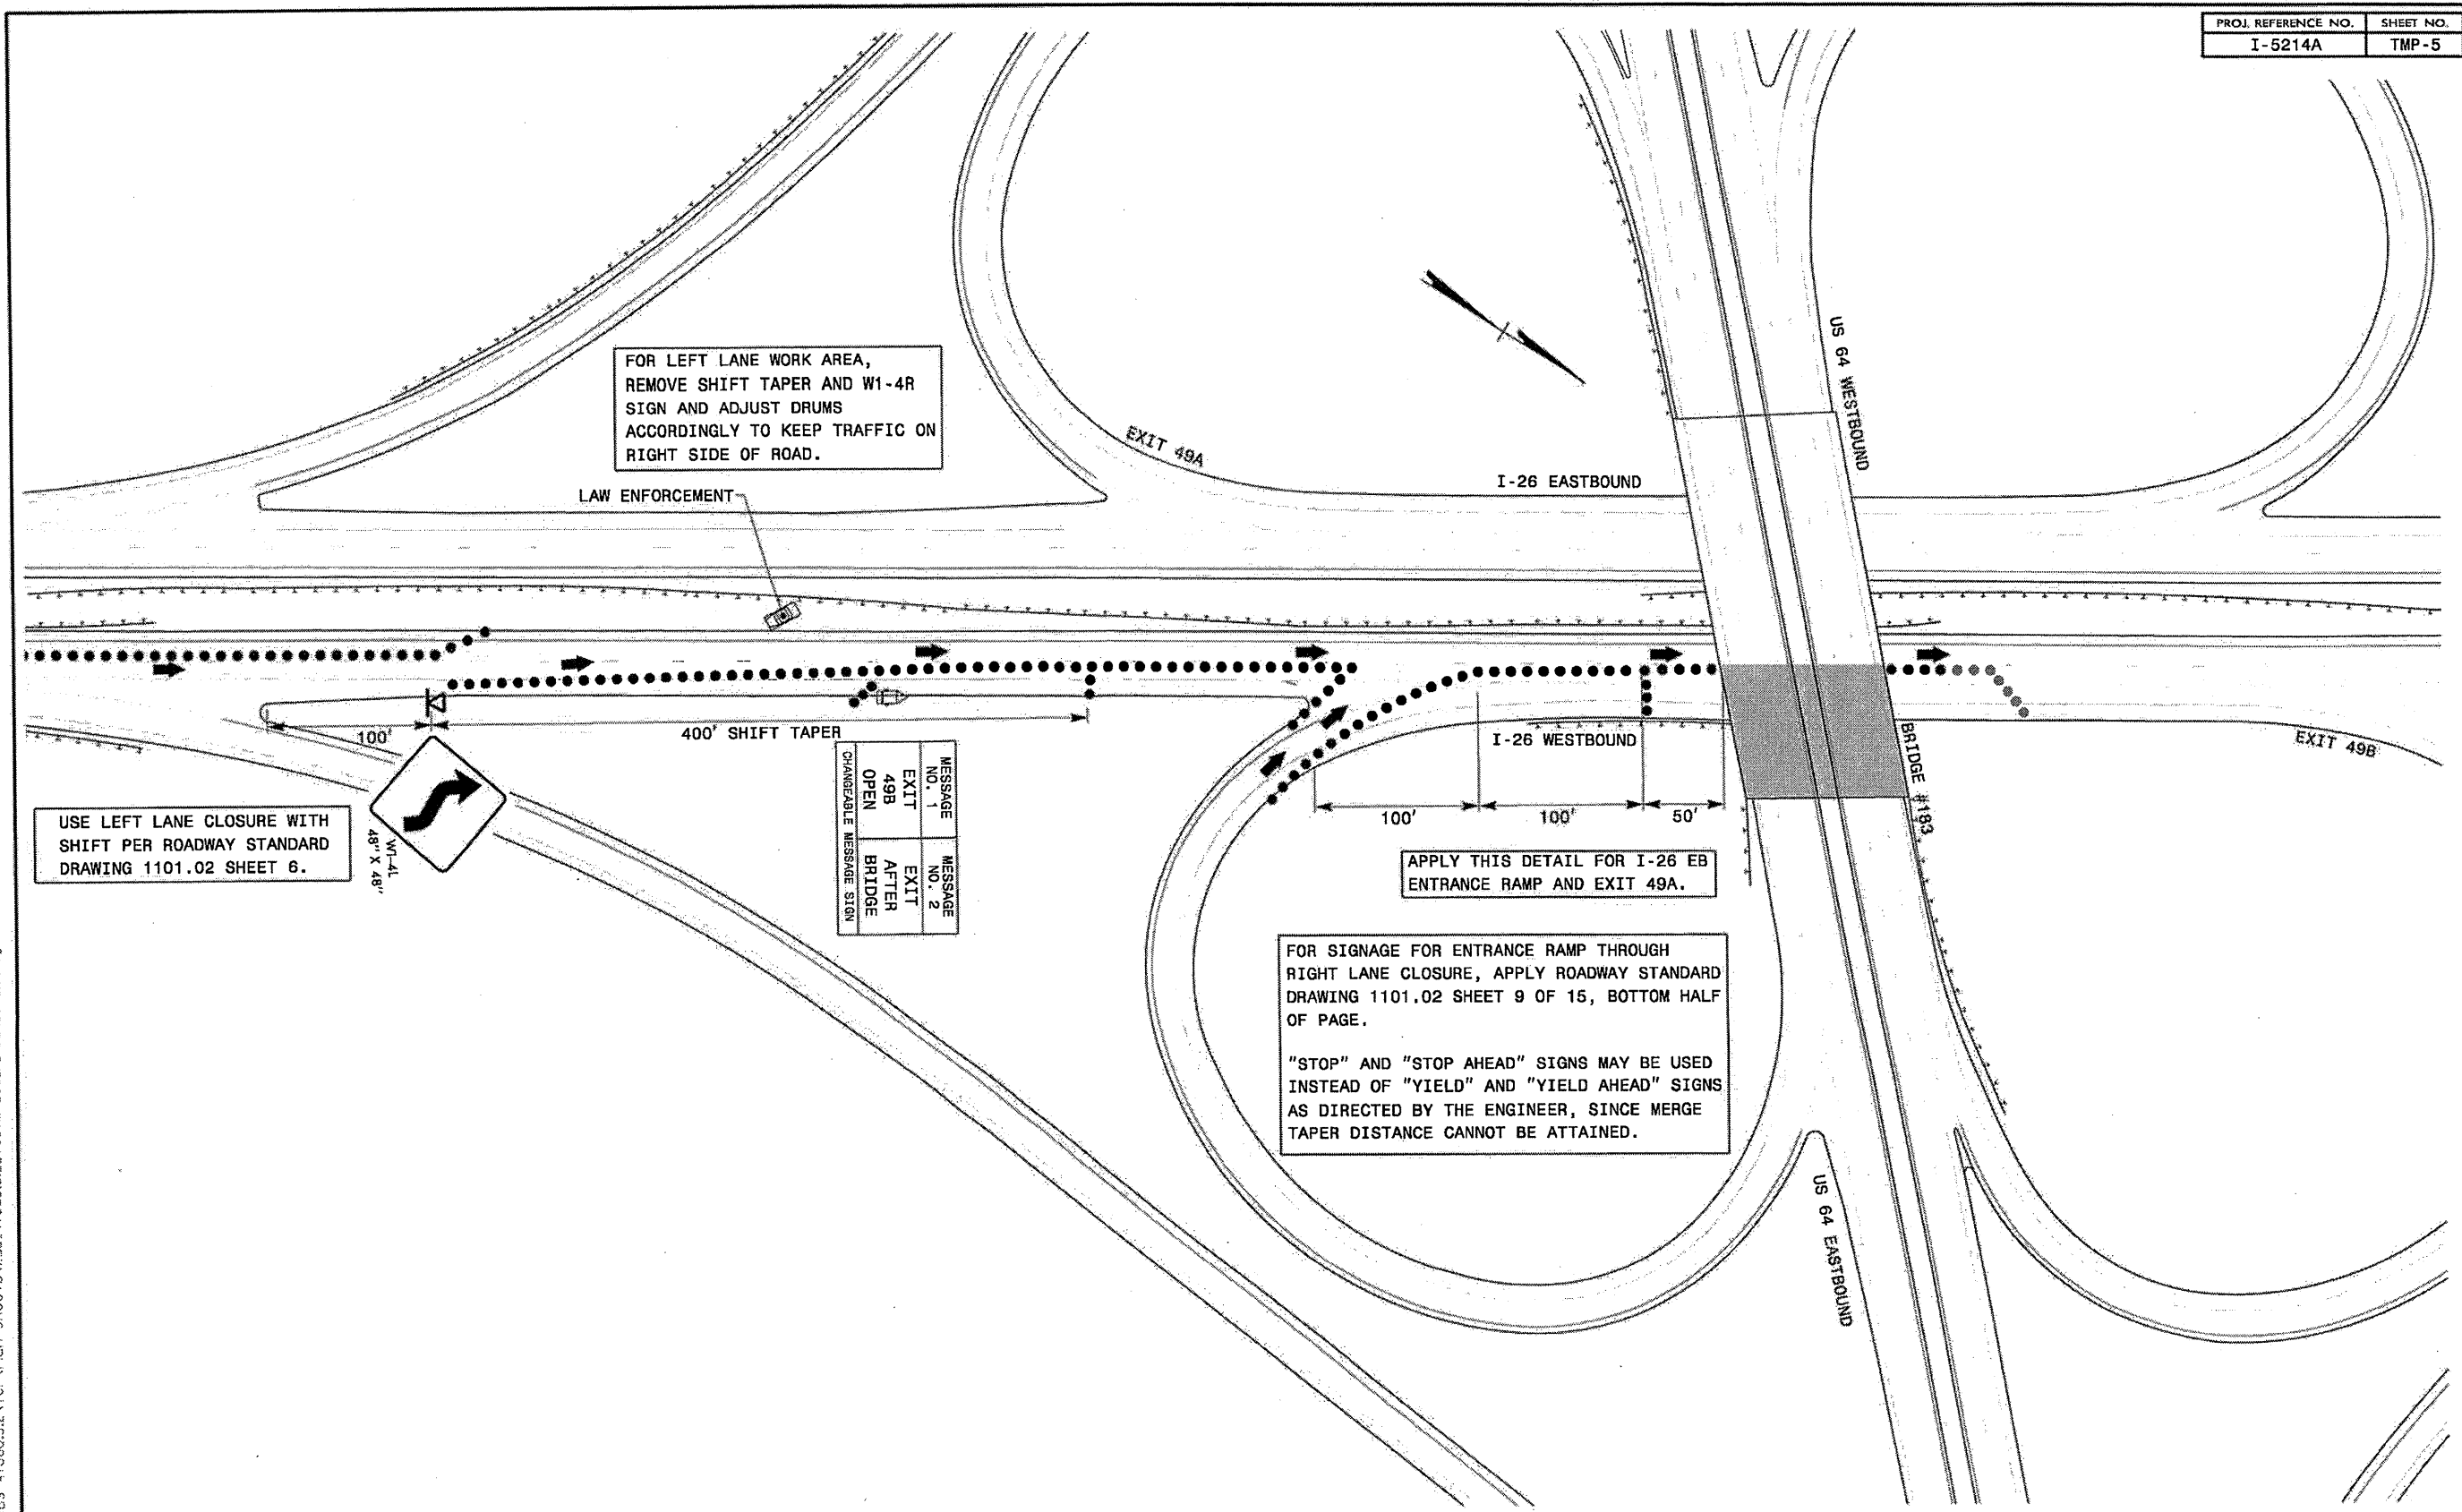 PROJ. REFERENCE NO. SHEET NO.
I-5214A TMP-5
FOR LEFT LANE WORK AREA,
REMOVE SHIFT TAPER AND W1-4R
SIGN AND ADJUST DRUMS
ACCORDINGLY TO KEEP TRAFFIC ON
RIGHT SIDE OF ROAD.
LAW ENFORCEMENT
EXIT 49A
I-26 EASTBOUND
US 64 WESTBOUND
100'
400' SHIFT TAPER
W1-4L
48" X 48"
USE LEFT LANE CLOSURE WITH
SHIFT PER ROADWAY STANDARD
DRAWING 1101.02 SHEET 6.
MESSAGE
NO. 1
EXIT
49B
OPEN
MESSAGE
NO. 2
EXIT
AFTER
BRIDGE
CHANGEABLE MESSAGE SIGN
I-26 WESTBOUND
100'
100'
50'
BRIDGE #183
EXIT 49B
APPLY THIS DETAIL FOR I-26 EB
ENTRANCE RAMP AND EXIT 49A.
FOR SIGNAGE FOR ENTRANCE RAMP THROUGH
RIGHT LANE CLOSURE, APPLY ROADWAY STANDARD
DRAWING 1101.02 SHEET 9 OF 15, BOTTOM HALF
OF PAGE.
"STOP" AND "STOP AHEAD" SIGNS MAY BE USED
INSTEAD OF "YIELD" AND "YIELD AHEAD" SIGNS
AS DIRECTED BY THE ENGINEER, SINCE MERGE
TAPER DISTANCE CANNOT BE ATTAINED.
US 64 EASTBOUND